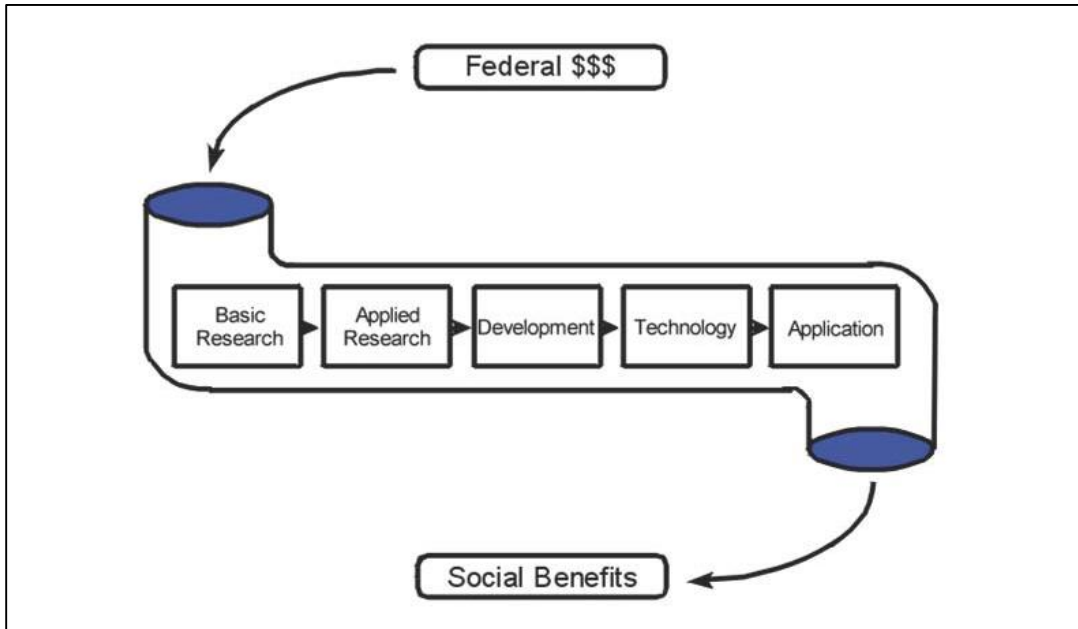 Federal $$$
Basic
Research
Applied
Research
Development
Technology
Application
Social Benefits